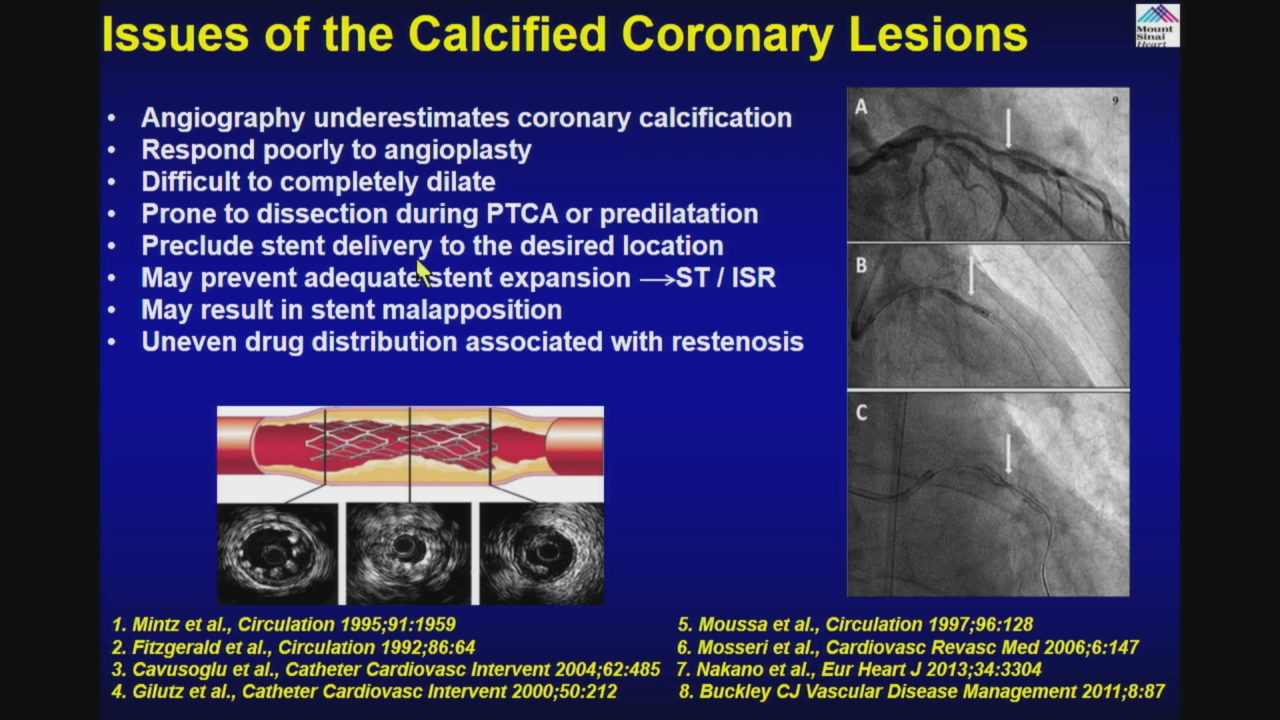 Issues of the Calcified Coronary Lesions
Mount
Sinai
Heart
• Angiography underestimates coronary calcification
• Respond poorly to angioplasty
• Difficult to completely dilate
• Prone to dissection during PTCA or predilatation
• Preclude stent delivery to the desired location
• May prevent adequate stent expansion →ST / ISR
• May result in stent malapposition
• Uneven drug distribution associated with restenosis
A
9
B
C
1. Mintz et al., Circulation 1995;91:1959
2. Fitzgerald et al., Circulation 1992;86:64
3. Cavusoglu et al., Catheter Cardiovasc Intervent 2004;62:485
4. Gilutz et al., Catheter Cardiovasc Intervent 2000;50:212
5. Moussa et al., Circulation 1997;96:128
6. Mosseri et al., Cardiovasc Revasc Med 2006;6:147
7. Nakano et al., Eur Heart J 2013;34:3304
8. Buckley CJ Vascular Disease Management 2011;8:87